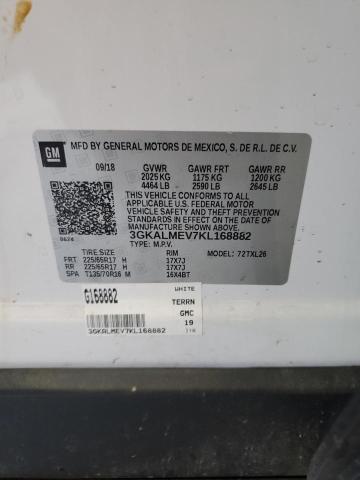 GM
MFD BY GENERAL MOTORS DE MEXICO, S. DE R.L. DE C.V.
09/18 GVWR GAWR FRT GAWR RR
2025 KG 1175 KG 1200 KG
4464 LB 2590 LB 2645 LB
THIS VEHICLE CONFORMS TO ALL
APPLICABLE U.S. FEDERAL MOTOR
VEHICLE SAFETY AND THEFT PREVENTION
STANDARDS IN EFFECT ON THE DATE
OF MANUFACTURE SHOWN ABOVE.
0624
3GKALMEV7KL168882
TYPE: M.P.V. MODEL: 72TXL26
TIRE SIZE RIM
FRT 225/65R17 H 17X7J
RR 225/65R17 H 17X7J
SPA T135/70R16 M 16X4BT
G168882 WHITE
TERRN
GMC
3GKALMEV7KL168882 19